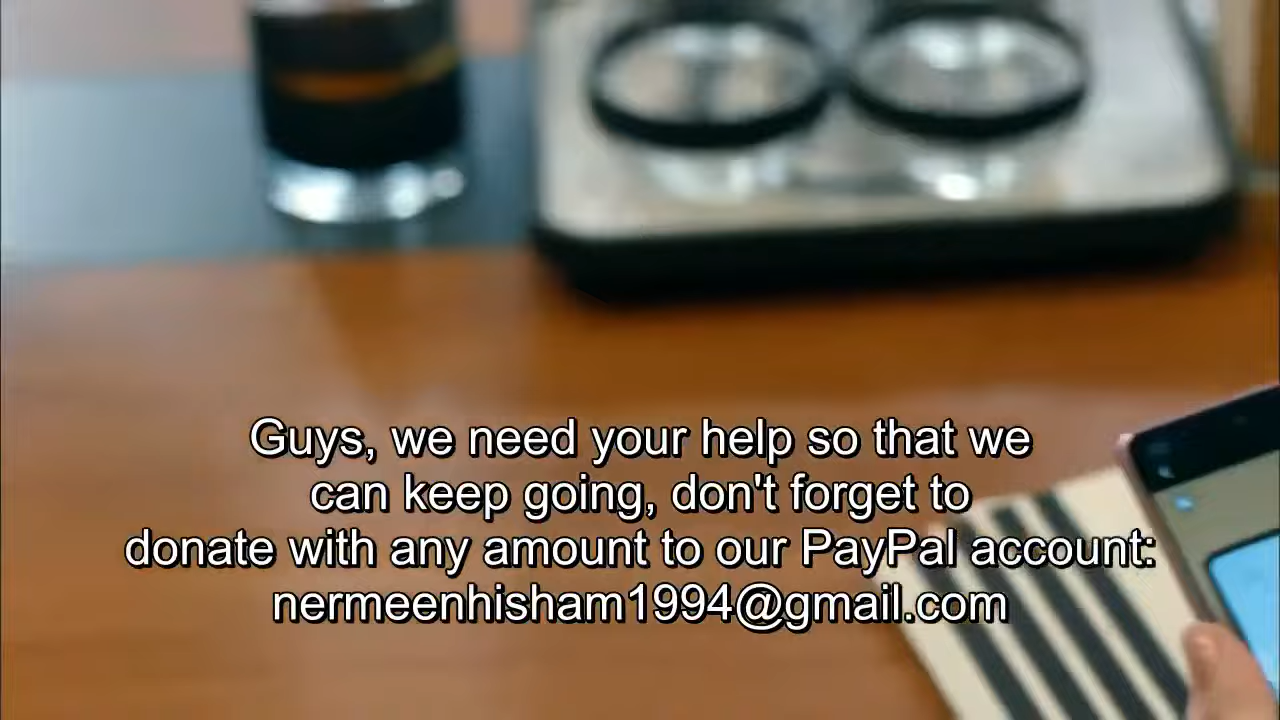 Guys, we need your help so that we
can keep going, don't forget to
donate with any amount to our PayPal account:
nermeenhisham1994@gmail.com